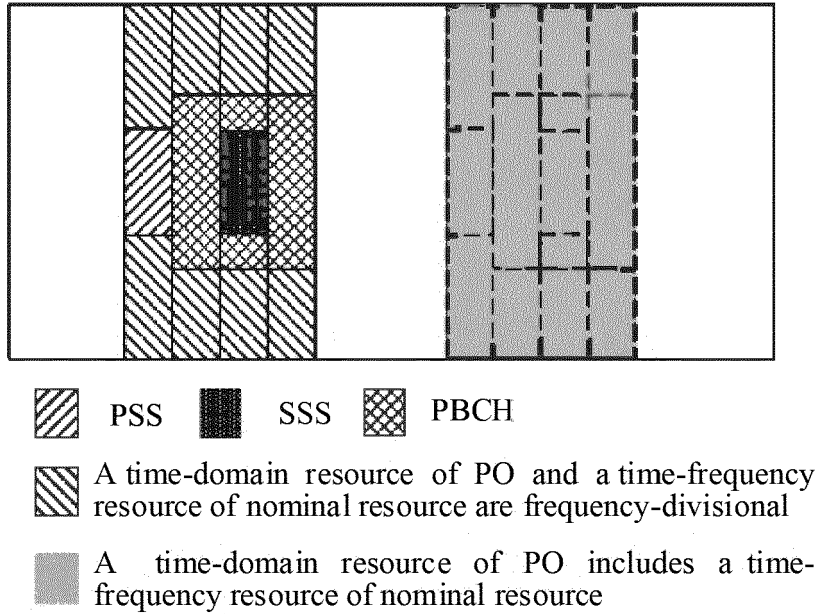 PSS SSS PBCH
A time-domain resource of PO and a time-frequency
resource of nominal resource are frequency-divisional
A time-domain resource of PO includes a time-
frequency resource of nominal resource